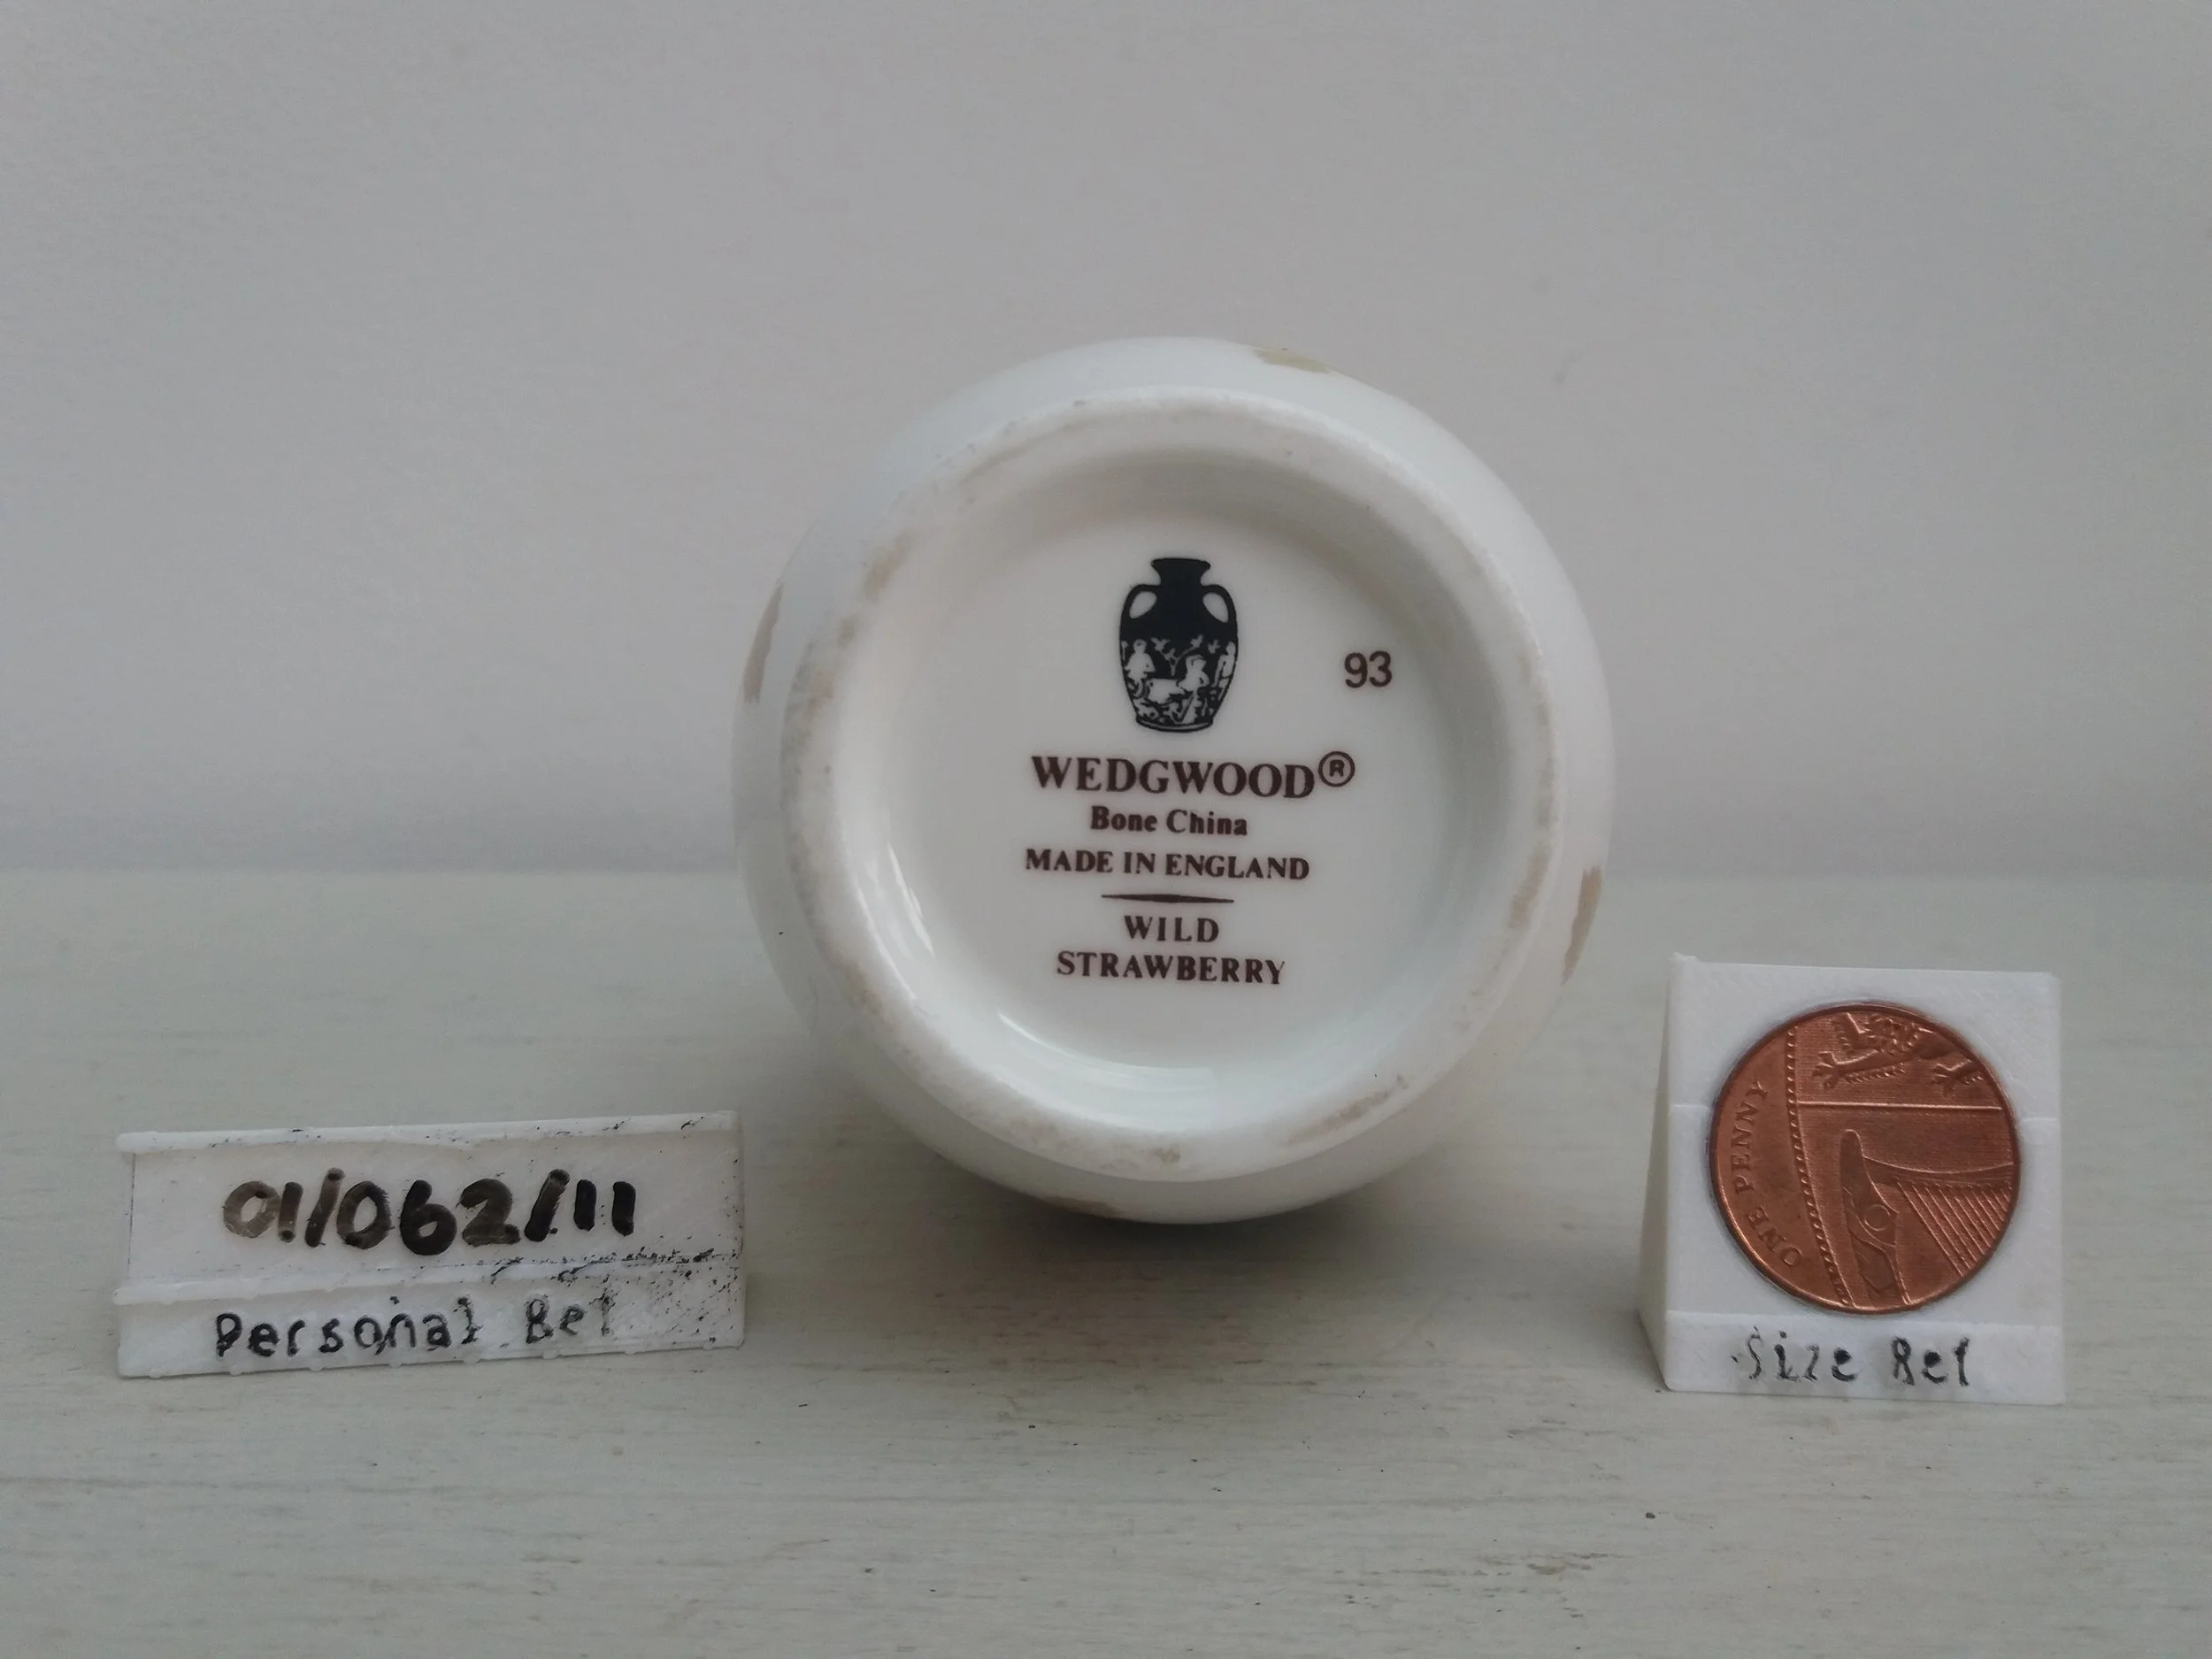 93
WEDGWOOD®
Bone China
MADE IN ENGLAND
WILD
STRAWBERRY
01/062/11
Personal Ref
ONE PENNY
Size Ref